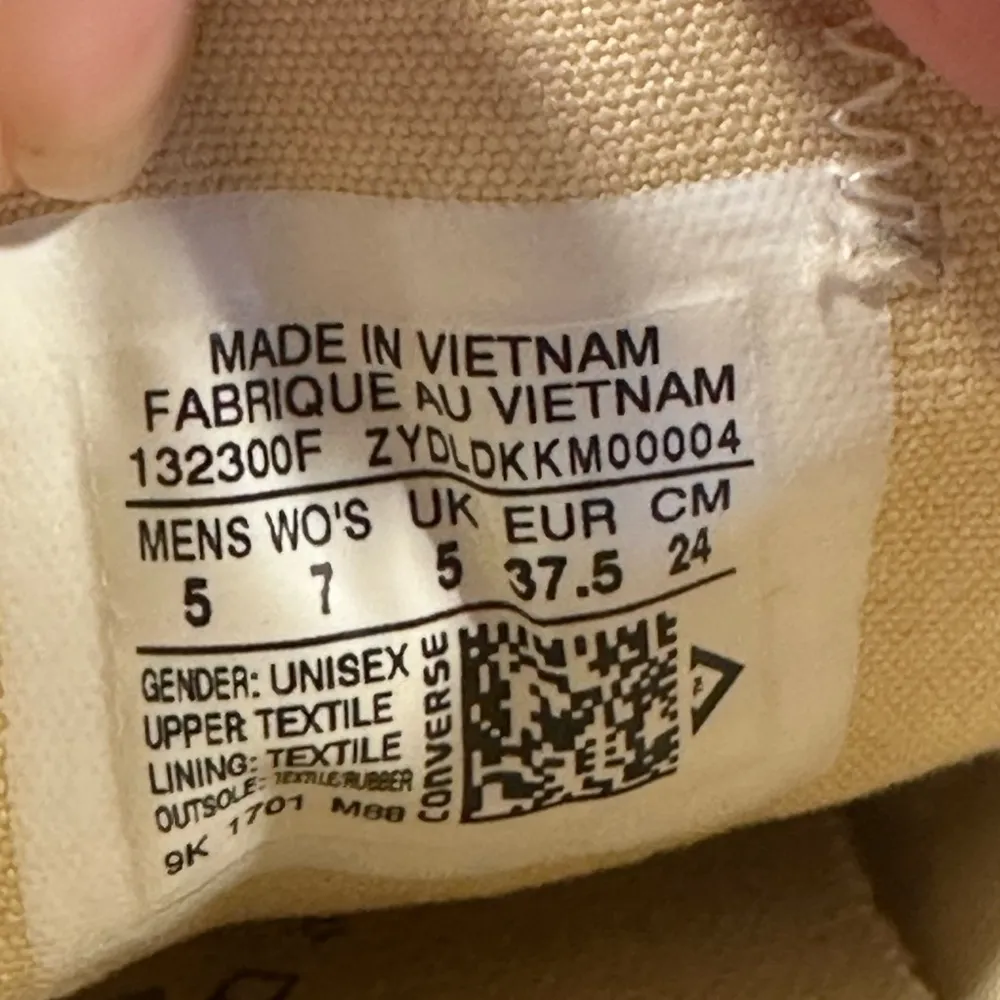 MADE IN VIETNAM
FABRIQUE AU VIETNAM
132300F ZYDLDKKM00004
MENS WO'S UK EUR CM
5 7 5 37.5 24
GENDER: UNISEX
UPPER: TEXTILE
LINING: TEXTILE
OUTSOLE: TEXTILE/RUBBER
9K 1701 M88
CONVERSE